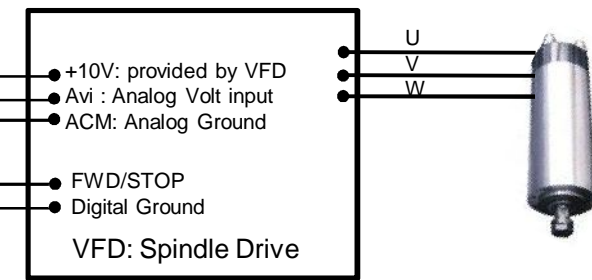 +10V: provided by VFD
Avi : Analog Volt input
ACM: Analog Ground
FWD/STOP
Digital Ground
VFD: Spindle Drive
U
V
W